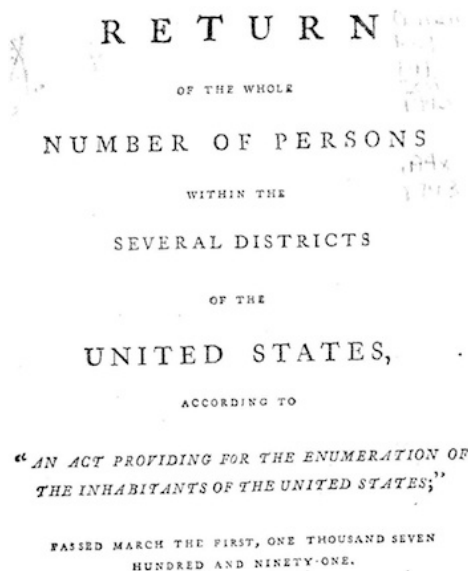 RETURN
OF THE WHOLE
NUMBER OF PERSONS
WITHIN THE
SEVERAL DISTRICTS
OF THE
UNITED STATES,
ACCORDING TO
"AN ACT PROVIDING FOR THE ENUMERATION OF
THE INHABITANTS OF THE UNITED STATES;"
PASSED MARCH THE FIRST, ONE THOUSAND SEVEN
HUNDRED AND NINETY-ONE.